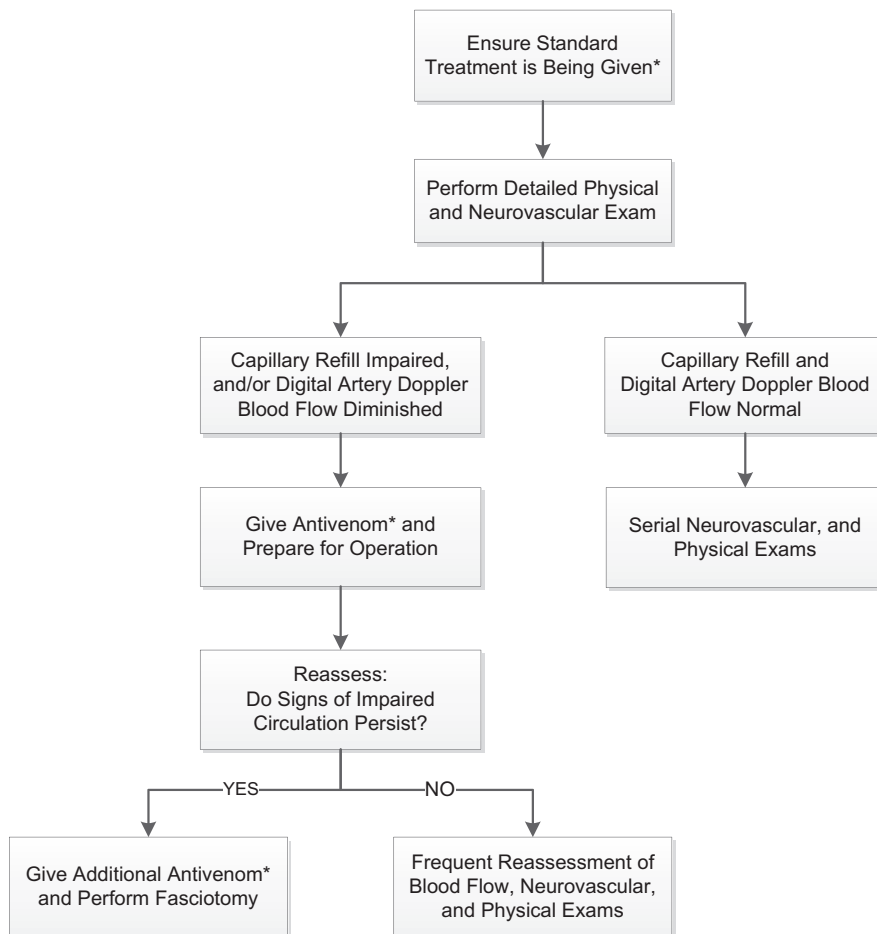 Ensure Standard
Treatment is Being Given*
Perform Detailed Physical
and Neurovascular Exam
Capillary Refill Impaired,
and/or Digital Artery Doppler
Blood Flow Diminished
Capillary Refill and
Digital Artery Doppler Blood
Flow Normal
Give Antivenom* and
Prepare for Operation
Serial Neurovascular, and
Physical Exams
Reassess:
Do Signs of Impaired
Circulation Persist?
YES
NO
Give Additional Antivenom*
and Perform Fasciotomy
Frequent Reassessment of
Blood Flow, Neurovascular,
and Physical Exams